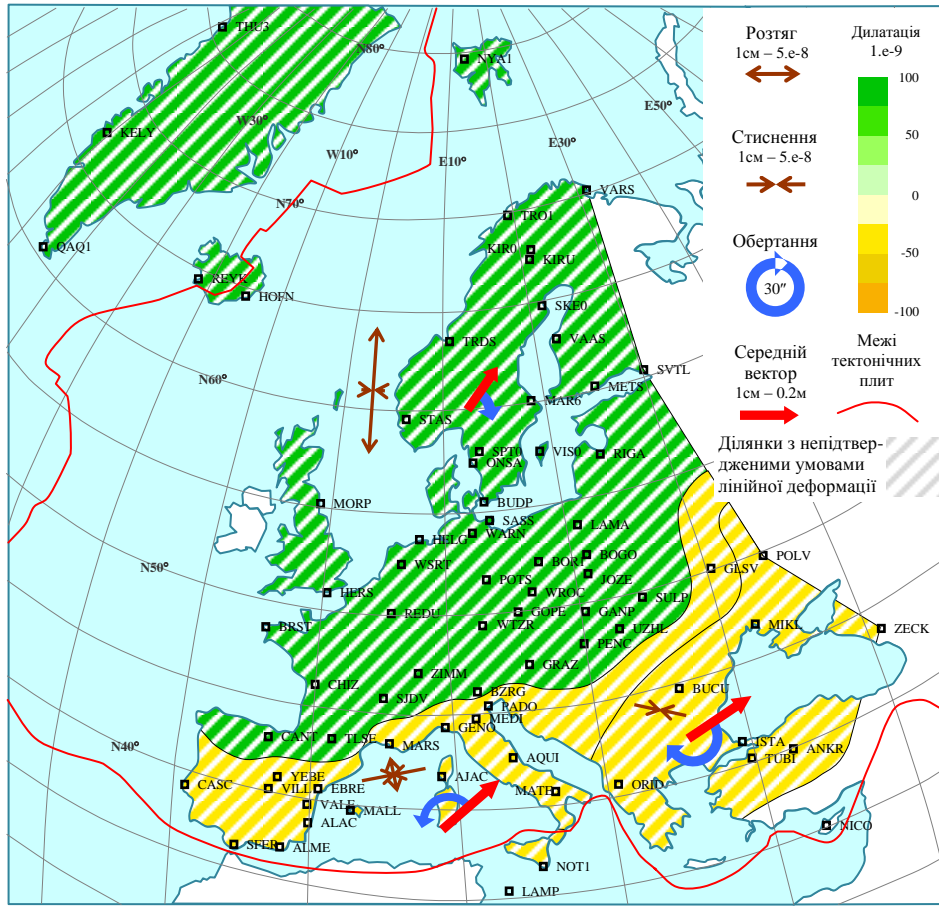 THU3
N80°
NYA1
E50°
KELY
W30°
W10°
E10°
E30°
VARS
N70°
TRO1
KIR0
KIRU
QAQ1
REYK
HOFN
SKE0
TRDS
VAAS
SVTL
N60°
METS
MAR6
STAS
SPT0
VIS0
RIGA
ONSA
MORP
BUDP
SASS
LAMA
WARN
HELG
POLV
BOGO
BOR1
GLSV
WSRT
N50°
POTS
JOZE
HERS
WROC
SULP
REDU
GOPE
GANP
BRST
WTZR
UZHL
MIKL
ZECK
PENC
GRAZ
ZIMM
CHIZ
BZRG
BUCU
SJDV
PADO
MEDI
GENO
CANT
TLSE
MARS
ISTA
N40°
ANKR
AQUI
TUBI
YEBE
AJAC
CASC
VILL
EBRE
MATE
ORID
VALE
MALL
ALAC
NICO
SFER
ALME
NOT1
LAMP
Розтяг
1см – 5.е-8
Стиснення
1см – 5.е-8
Обертання
30″
Середній
вектор
1см – 0.2м
Дилатація
1.е-9
100
50
0
-50
-100
Межі
тектонічних
плит
Ділянки з непідтвер-
дженими умовами
лінійної деформації